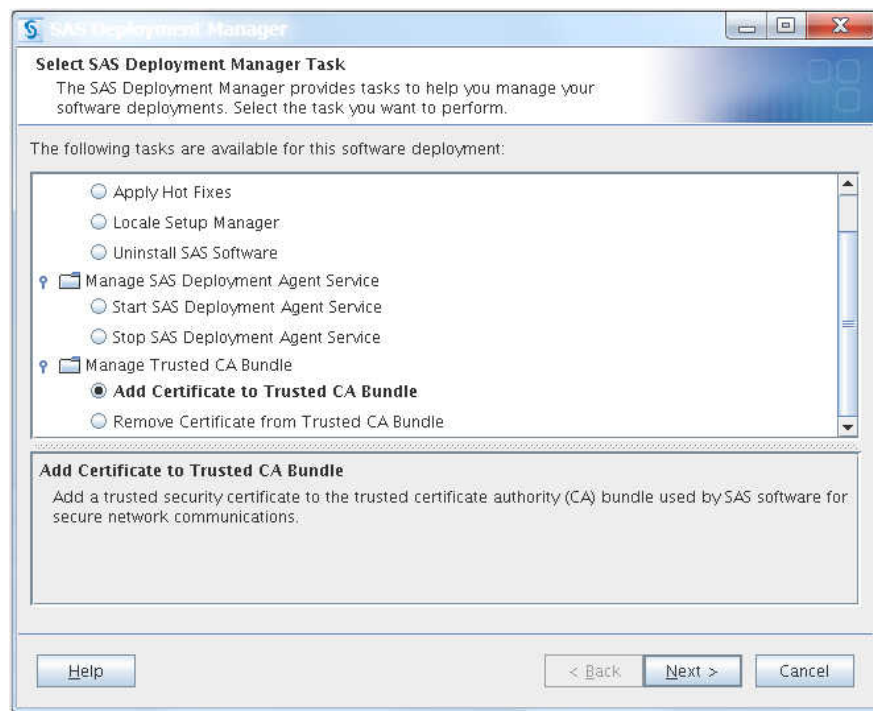 SAS Deployment Manager
Select SAS Deployment Manager Task
The SAS Deployment Manager provides tasks to help you manage your
software deployments. Select the task you want to perform.
The following tasks are available for this software deployment:
Apply Hot Fixes
Locale Setup Manager
Uninstall SAS Software
Manage SAS Deployment Agent Service
Start SAS Deployment Agent Service
Stop SAS Deployment Agent Service
Manage Trusted CA Bundle
Add Certificate to Trusted CA Bundle
Remove Certificate from Trusted CA Bundle
Add Certificate to Trusted CA Bundle
Add a trusted security certificate to the trusted certificate authority (CA) bundle used by SAS software for
secure network communications.
Help < Back Next > Cancel